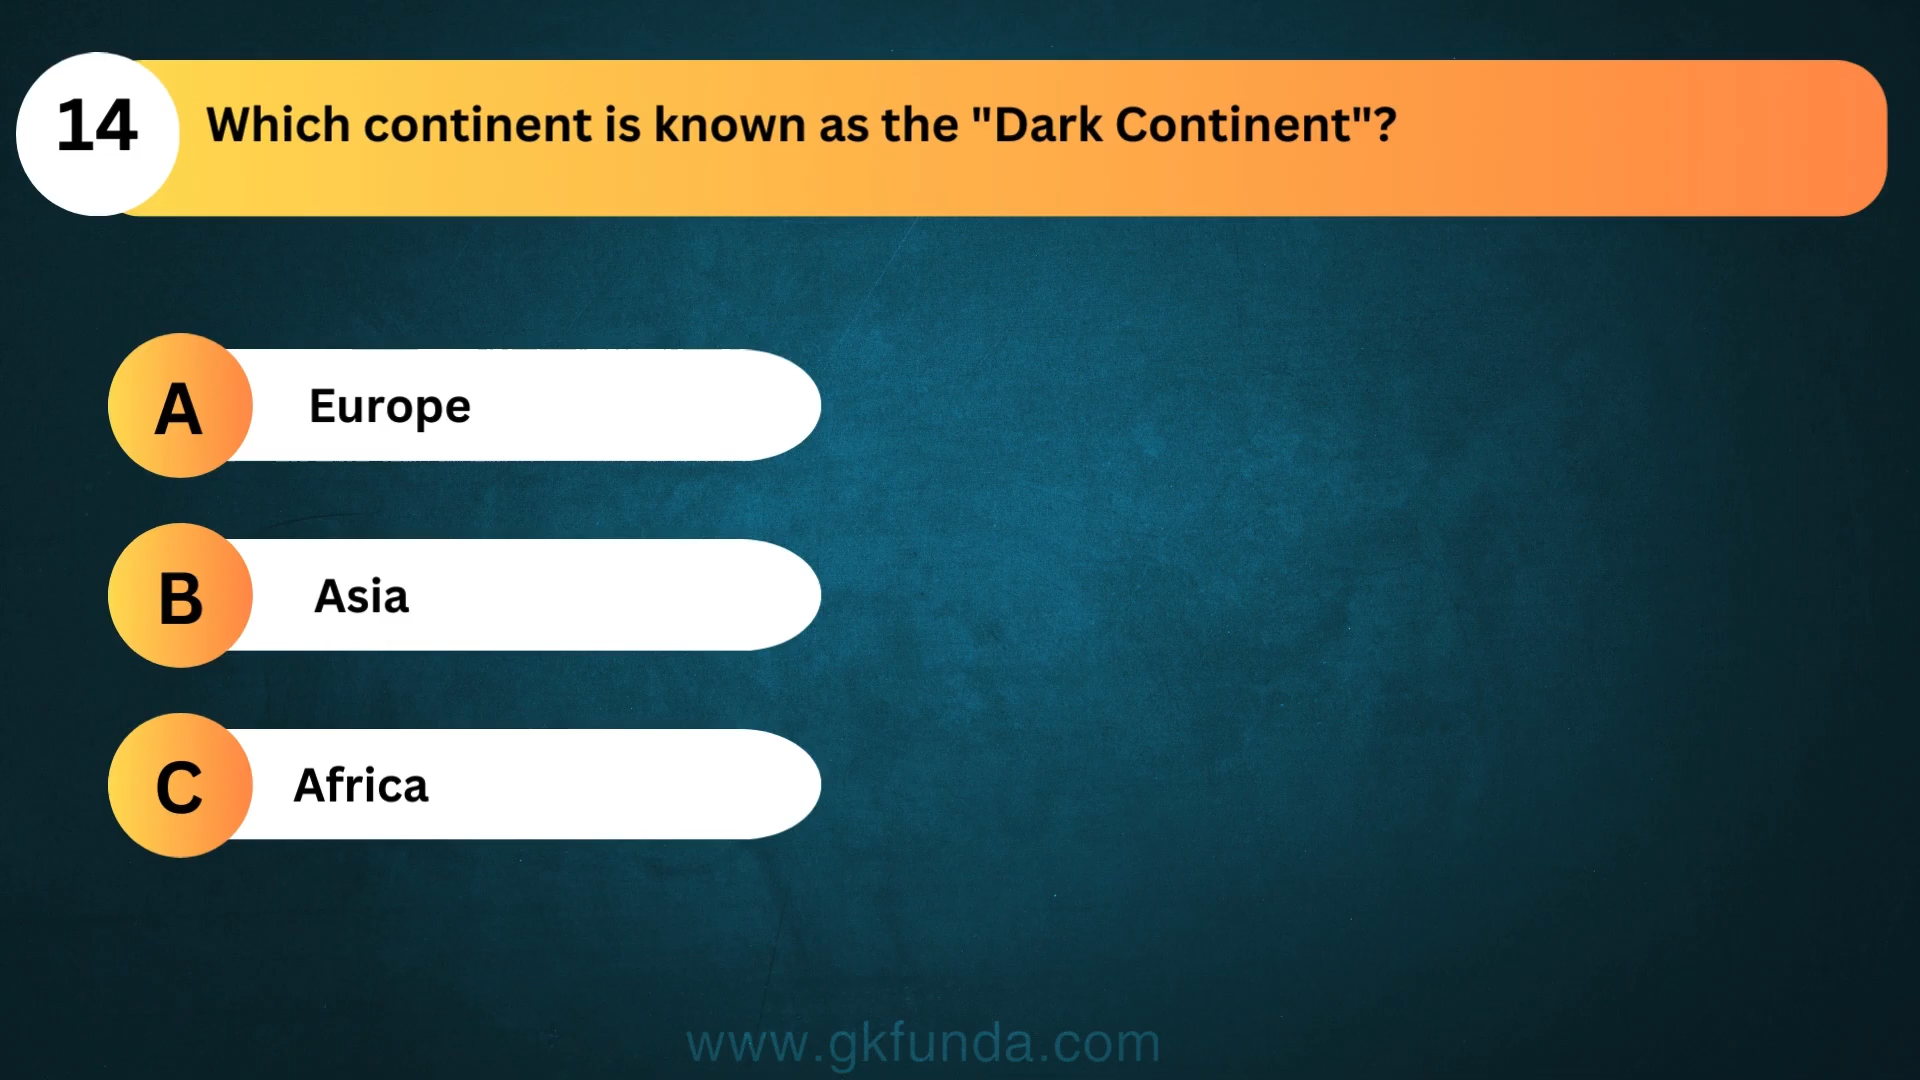 14
Which continent is known as the "Dark Continent"?
A
Europe
B
Asia
C
Africa
www.gkfunda.com